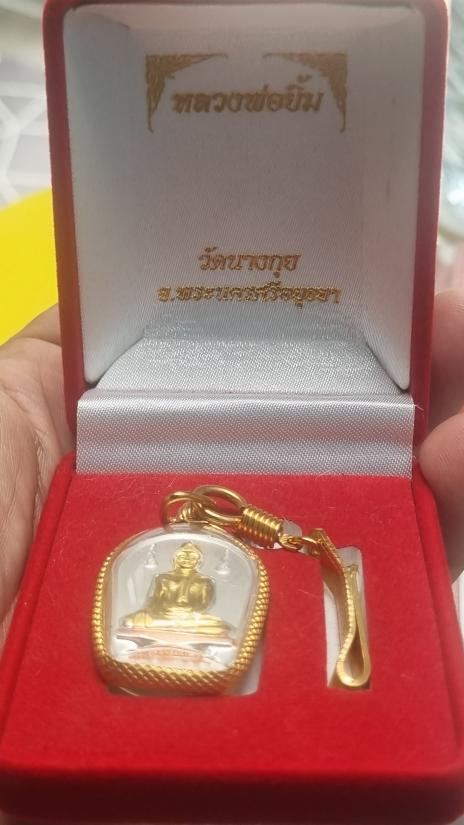 หลวงพ่อยิ้ม
วัดนางกุย
จ.พระนครศรีอยุธยา